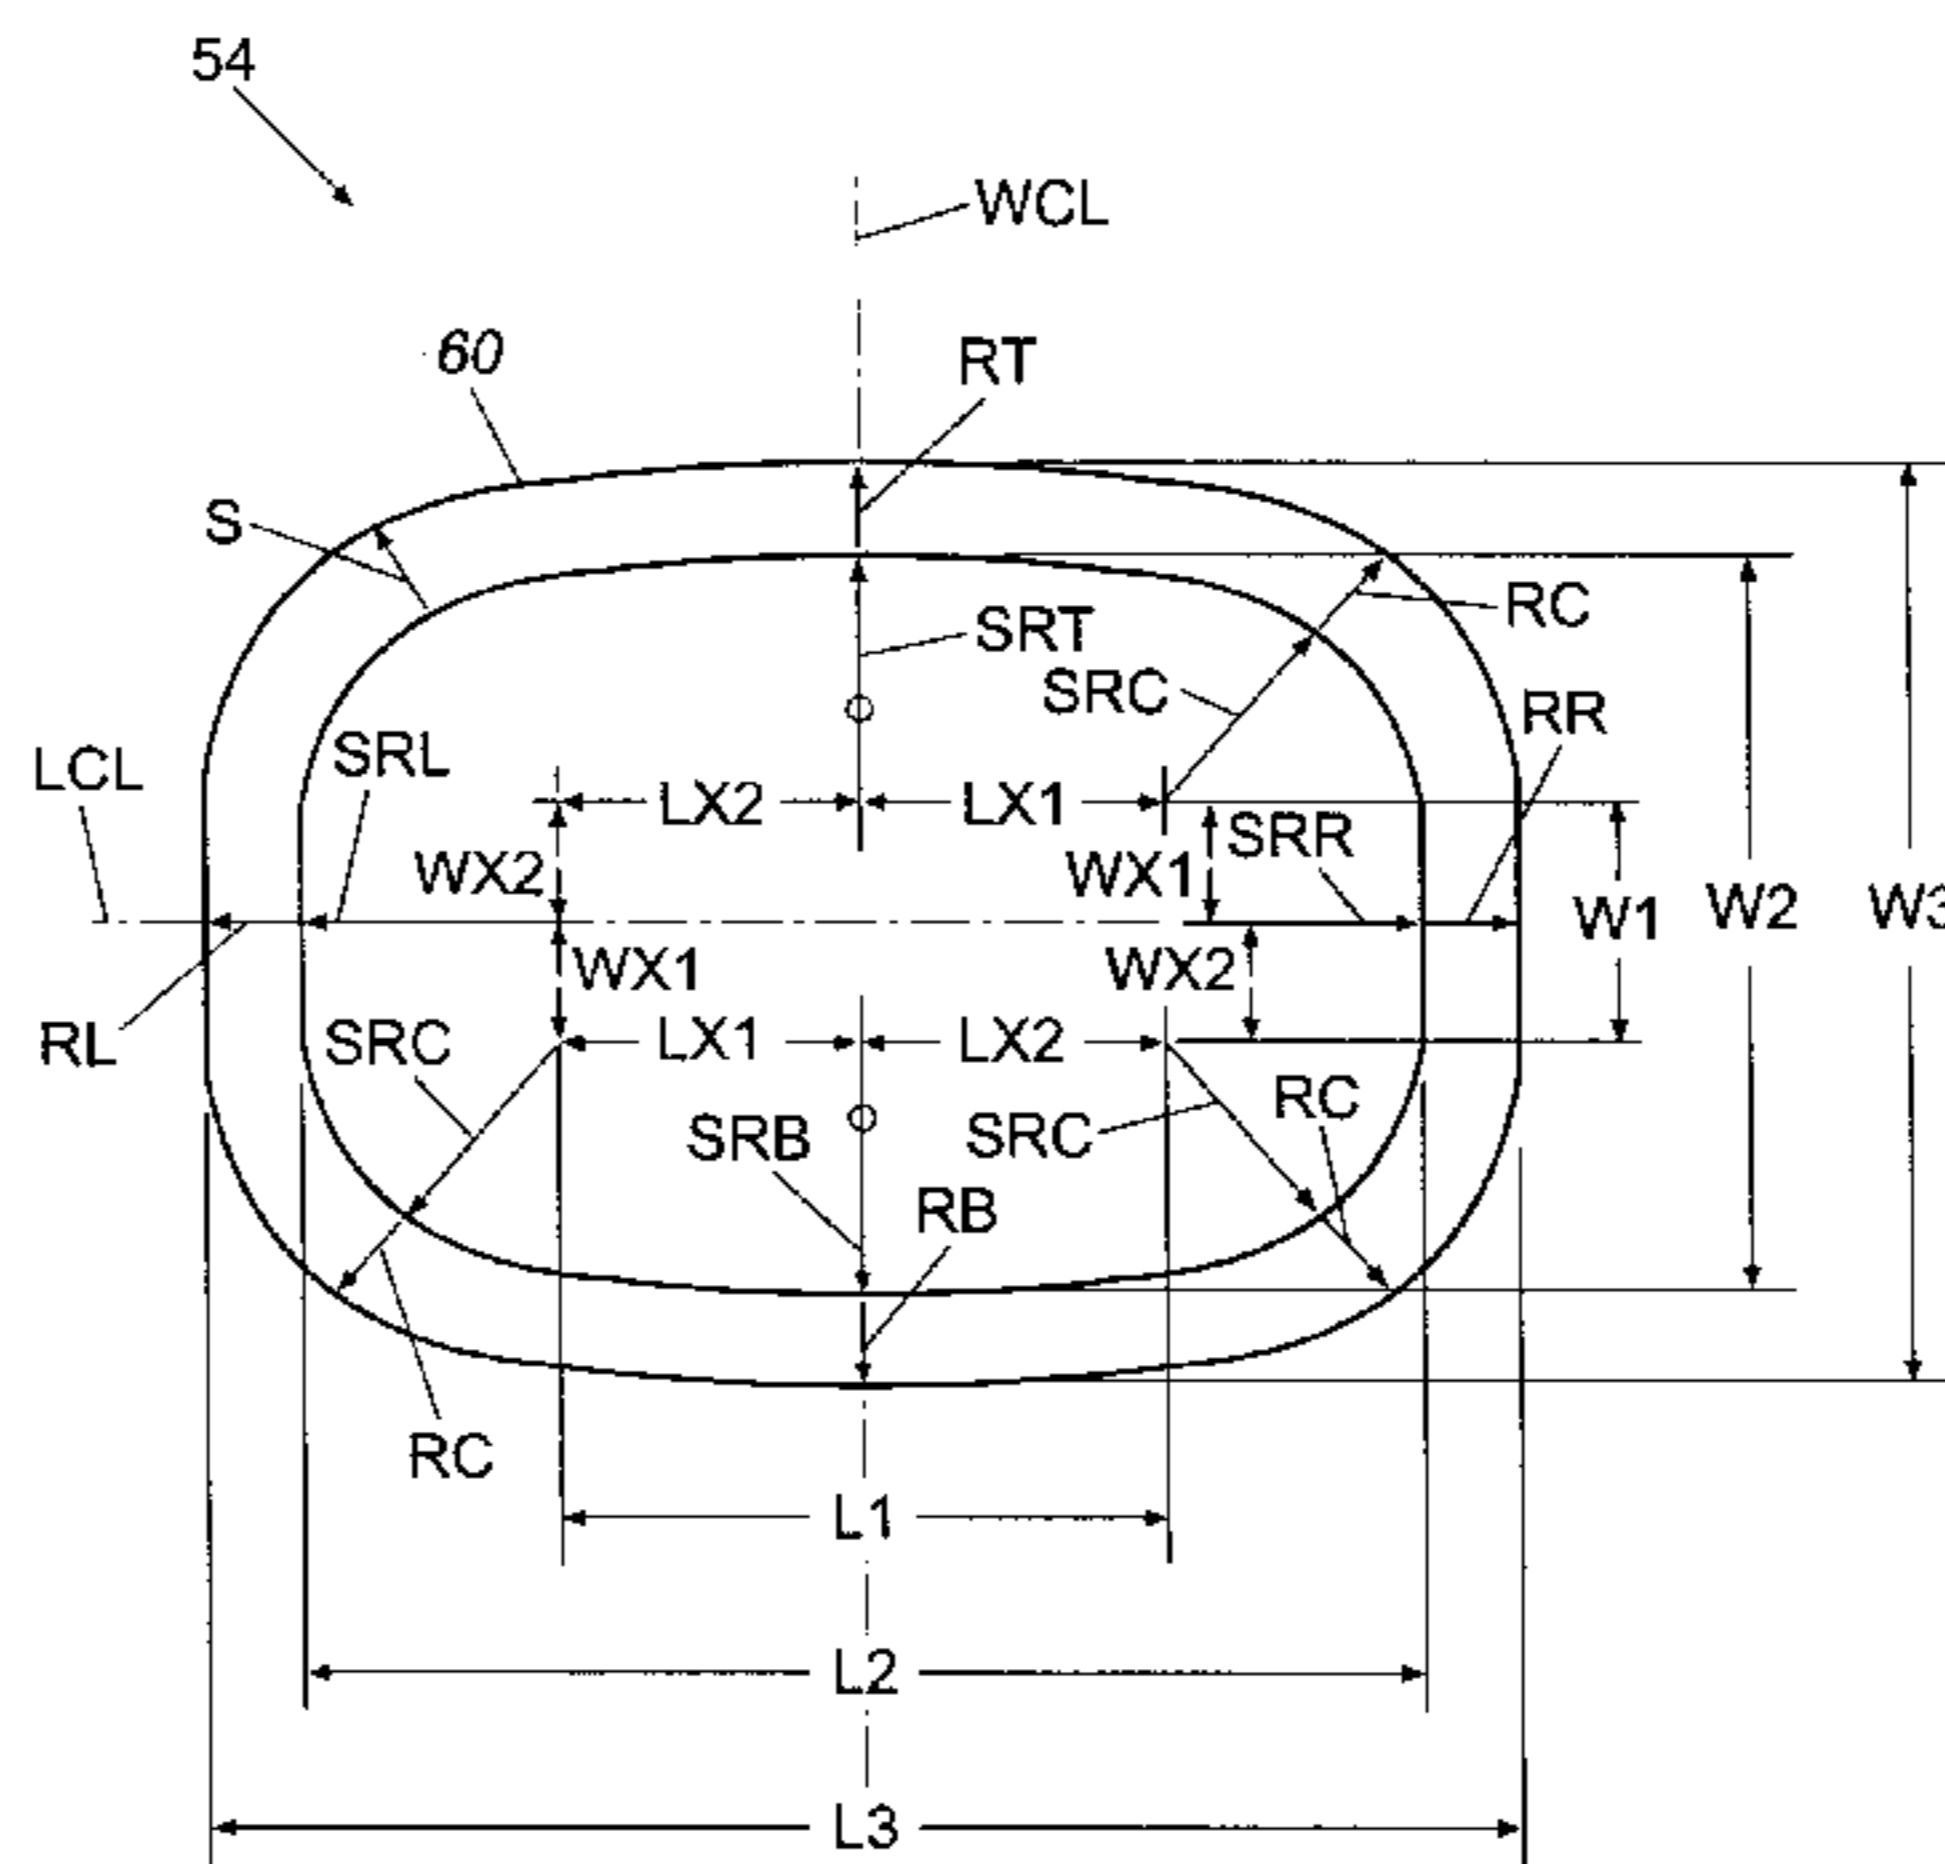 54
WCL
60
RT
S
RC
SRT
SRC
RR
SRL
LCL
LX2
LX1
SRR
WX2
WX1
W1
W2
W3
WX1
WX2
RL
SRC
LX1
LX2
RC
SRB
SRC
RB
RC
L1
L2
L3